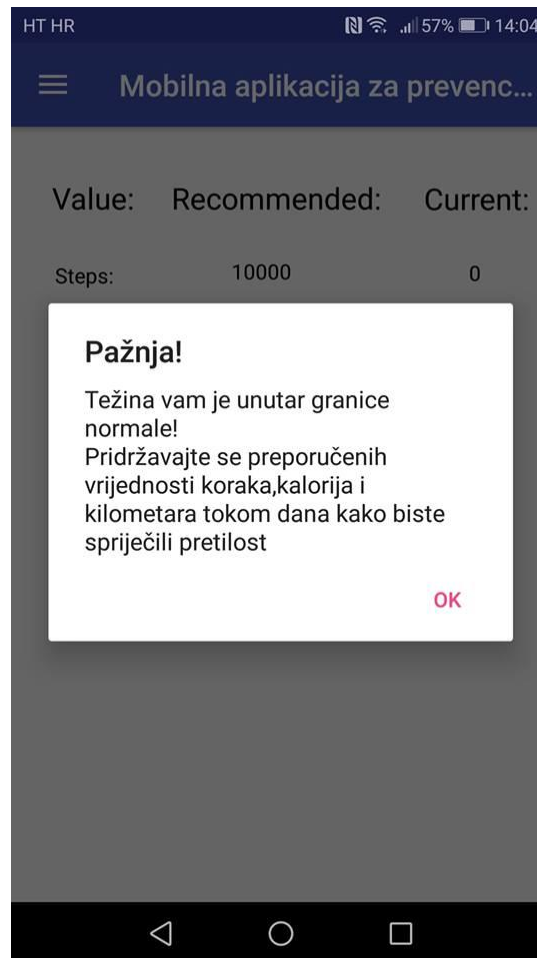 HT HR 57% 14:04
Mobilna aplikacija za prevenc...
Value: Recommended: Current:
Steps: 10000 0
Pažnja!
Težina vam je unutar granice
normale!
Pridržavajte se preporučenih
vrijednosti koraka,kalorija i
kilometara tokom dana kako biste
spriječili pretilost
OK